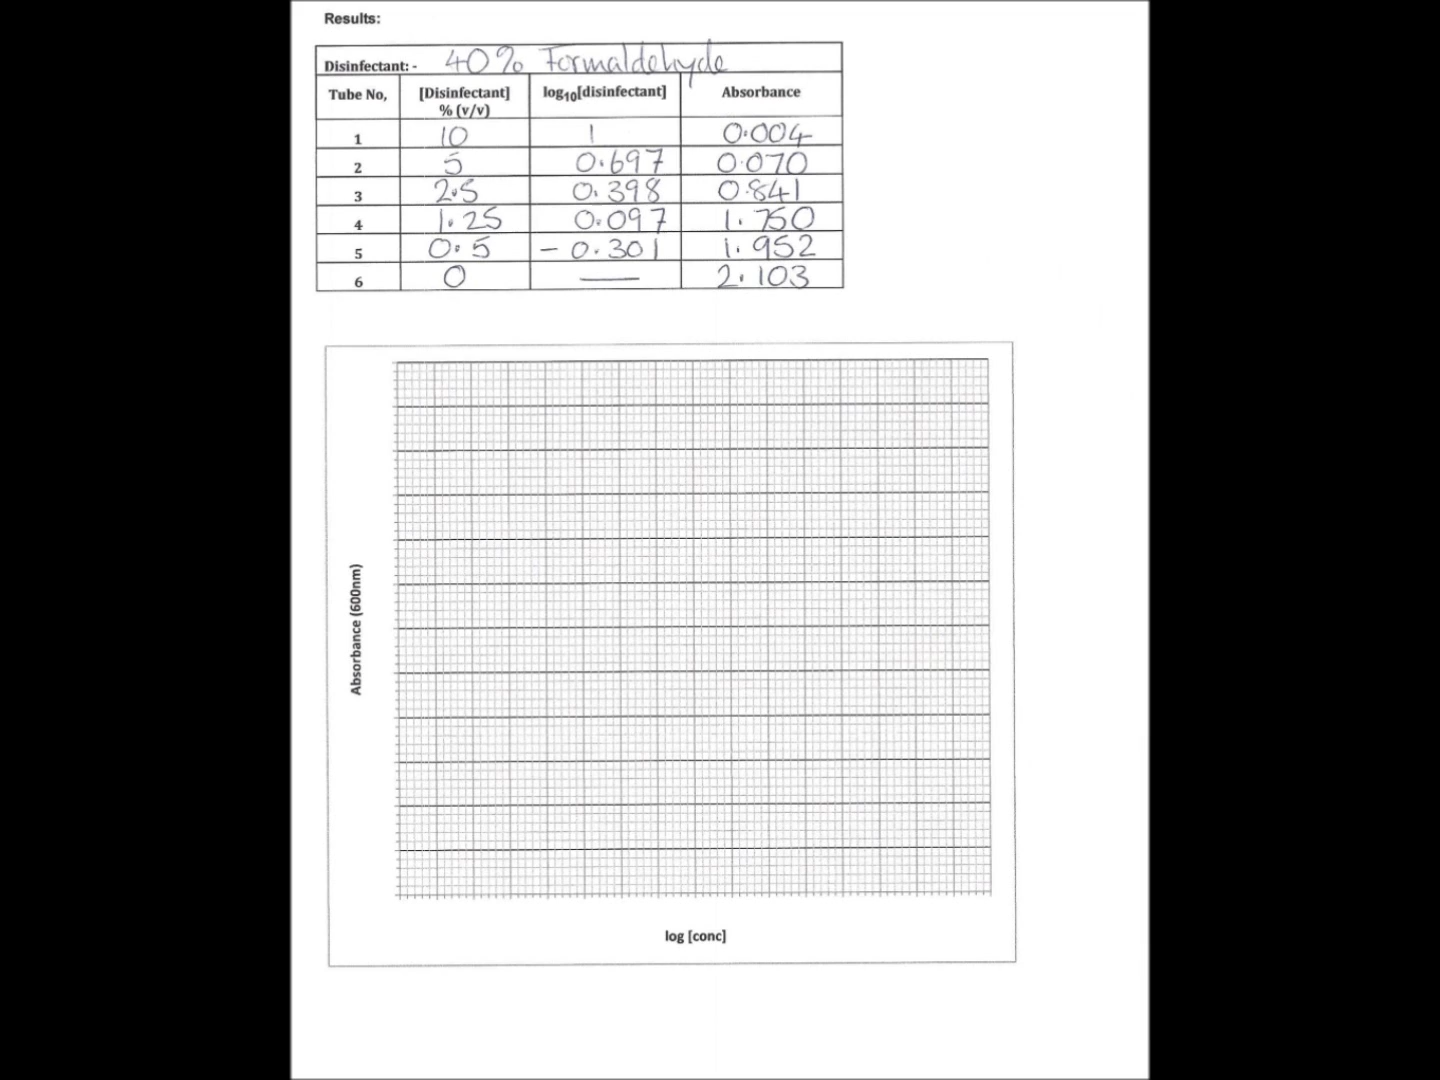 Results:
Disinfectant: - 40% Formaldehyde
Tube No, [Disinfectant] % (v/v) log10[disinfectant] Absorbance
1 10 1 0.004
2 5 0.697 0.070
3 2.5 0.398 0.841
4 1.25 0.097 1.750
5 0.5 - 0.301 1.952
6 0 — 2.103
Absorbance (600nm)
log [conc]